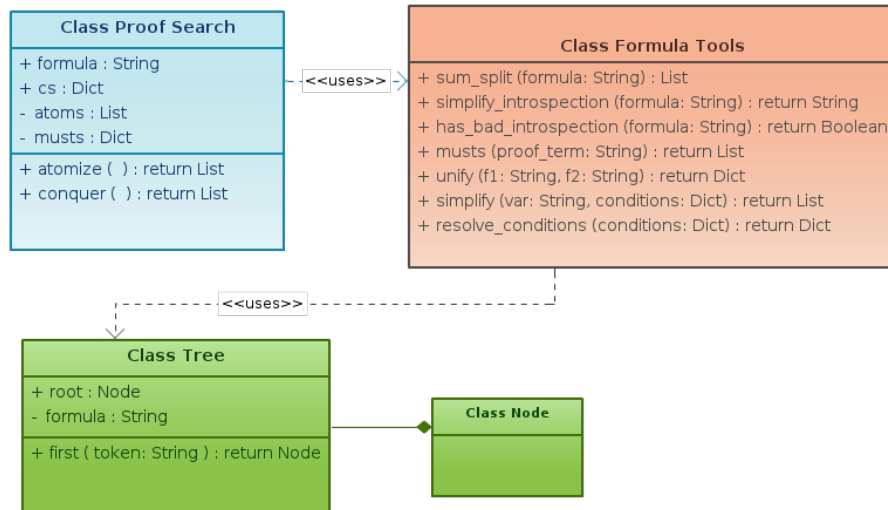 Class Proof Search
+ formula : String
+ cs : Dict
- atoms : List
- musts : Dict
+ atomize ( ) : return List
+ conquer ( ) : return List
<<uses>>
Class Formula Tools
+ sum_split (formula: String) : List
+ simplify_introspection (formula: String) : return String
+ has_bad_introspection (formula: String) : return Boolean
+ musts (proof_term: String) : return List
+ unify (f1: String, f2: String) : return Dict
+ simplify (var: String, conditions: Dict) : return List
+ resolve_conditions (conditions: Dict) : return Dict
<<uses>>
Class Tree
+ root : Node
- formula : String
+ first ( token: String ) : return Node
Class Node